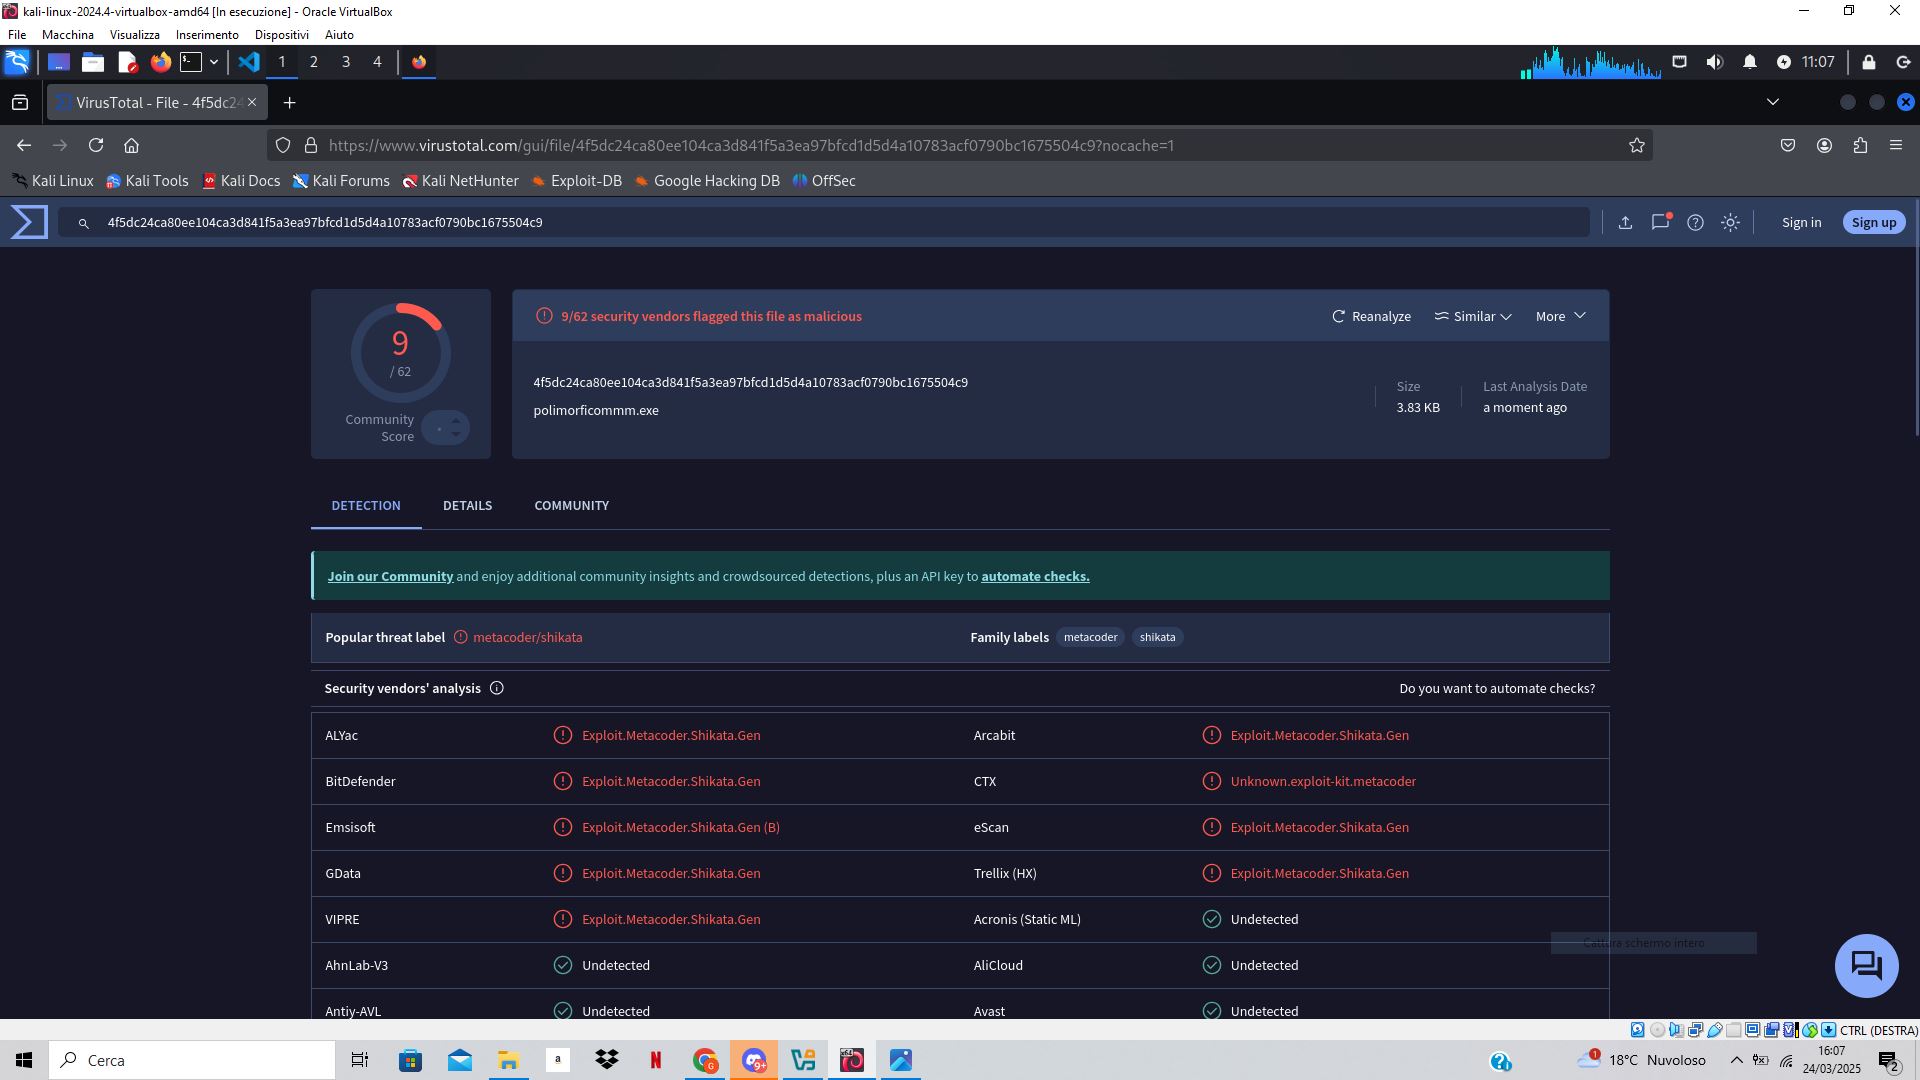 kali-linux-2024.4-virtualbox-amd64 [In esecuzione] - Oracle VirtualBox
File Macchina Visualizza Inserimento Dispositivi Aiuto
1 2 3 4 11:07
VirusTotal - File - 4f5dc24
https://www.virustotal.com/gui/file/4f5dc24ca80ee104ca3d841f5a3ea97bfcd1d5d4a10783acf0790bc1675504c9?nocache=1
Kali Linux Kali Tools Kali Docs Kali Forums Kali NetHunter Exploit-DB Google Hacking DB OffSec
4f5dc24ca80ee104ca3d841f5a3ea97bfcd1d5d4a10783acf0790bc1675504c9 Sign in Sign up
9
/ 62
Community
Score
9/62 security vendors flagged this file as malicious Reanalyze Similar More
4f5dc24ca80ee104ca3d841f5a3ea97bfcd1d5d4a10783acf0790bc1675504c9
polimorficommm.exe
Size
3.83 KB
Last Analysis Date
a moment ago
DETECTION DETAILS COMMUNITY
Join our Community and enjoy additional community insights and crowdsourced detections, plus an API key to automate checks.
Popular threat label metacoder/shikata Family labels metacoder shikata
Security vendors' analysis Do you want to automate checks?
ALYac Exploit.Metacoder.Shikata.Gen Arcabit Exploit.Metacoder.Shikata.Gen
BitDefender Exploit.Metacoder.Shikata.Gen CTX Unknown.exploit-kit.metacoder
Emsisoft Exploit.Metacoder.Shikata.Gen (B) eScan Exploit.Metacoder.Shikata.Gen
GData Exploit.Metacoder.Shikata.Gen Trellix (HX) Exploit.Metacoder.Shikata.Gen
VIPRE Exploit.Metacoder.Shikata.Gen Acronis (Static ML) Undetected
Cattura schermo intero
AhnLab-V3 Undetected AliCloud Undetected
Antiy-AVL Undetected Avast Undetected
CTRL (DESTRA)
Cerca 18°C Nuvoloso 16:07
24/03/2025